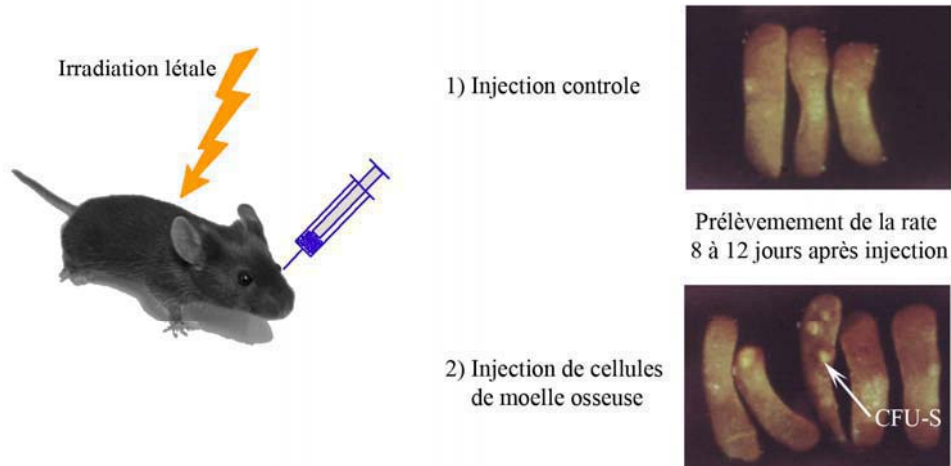 Irradiation létale
1) Injection controle
Prélèvemement de la rate
8 à 12 jours après injection
2) Injection de cellules
de moelle osseuse
CFU-S